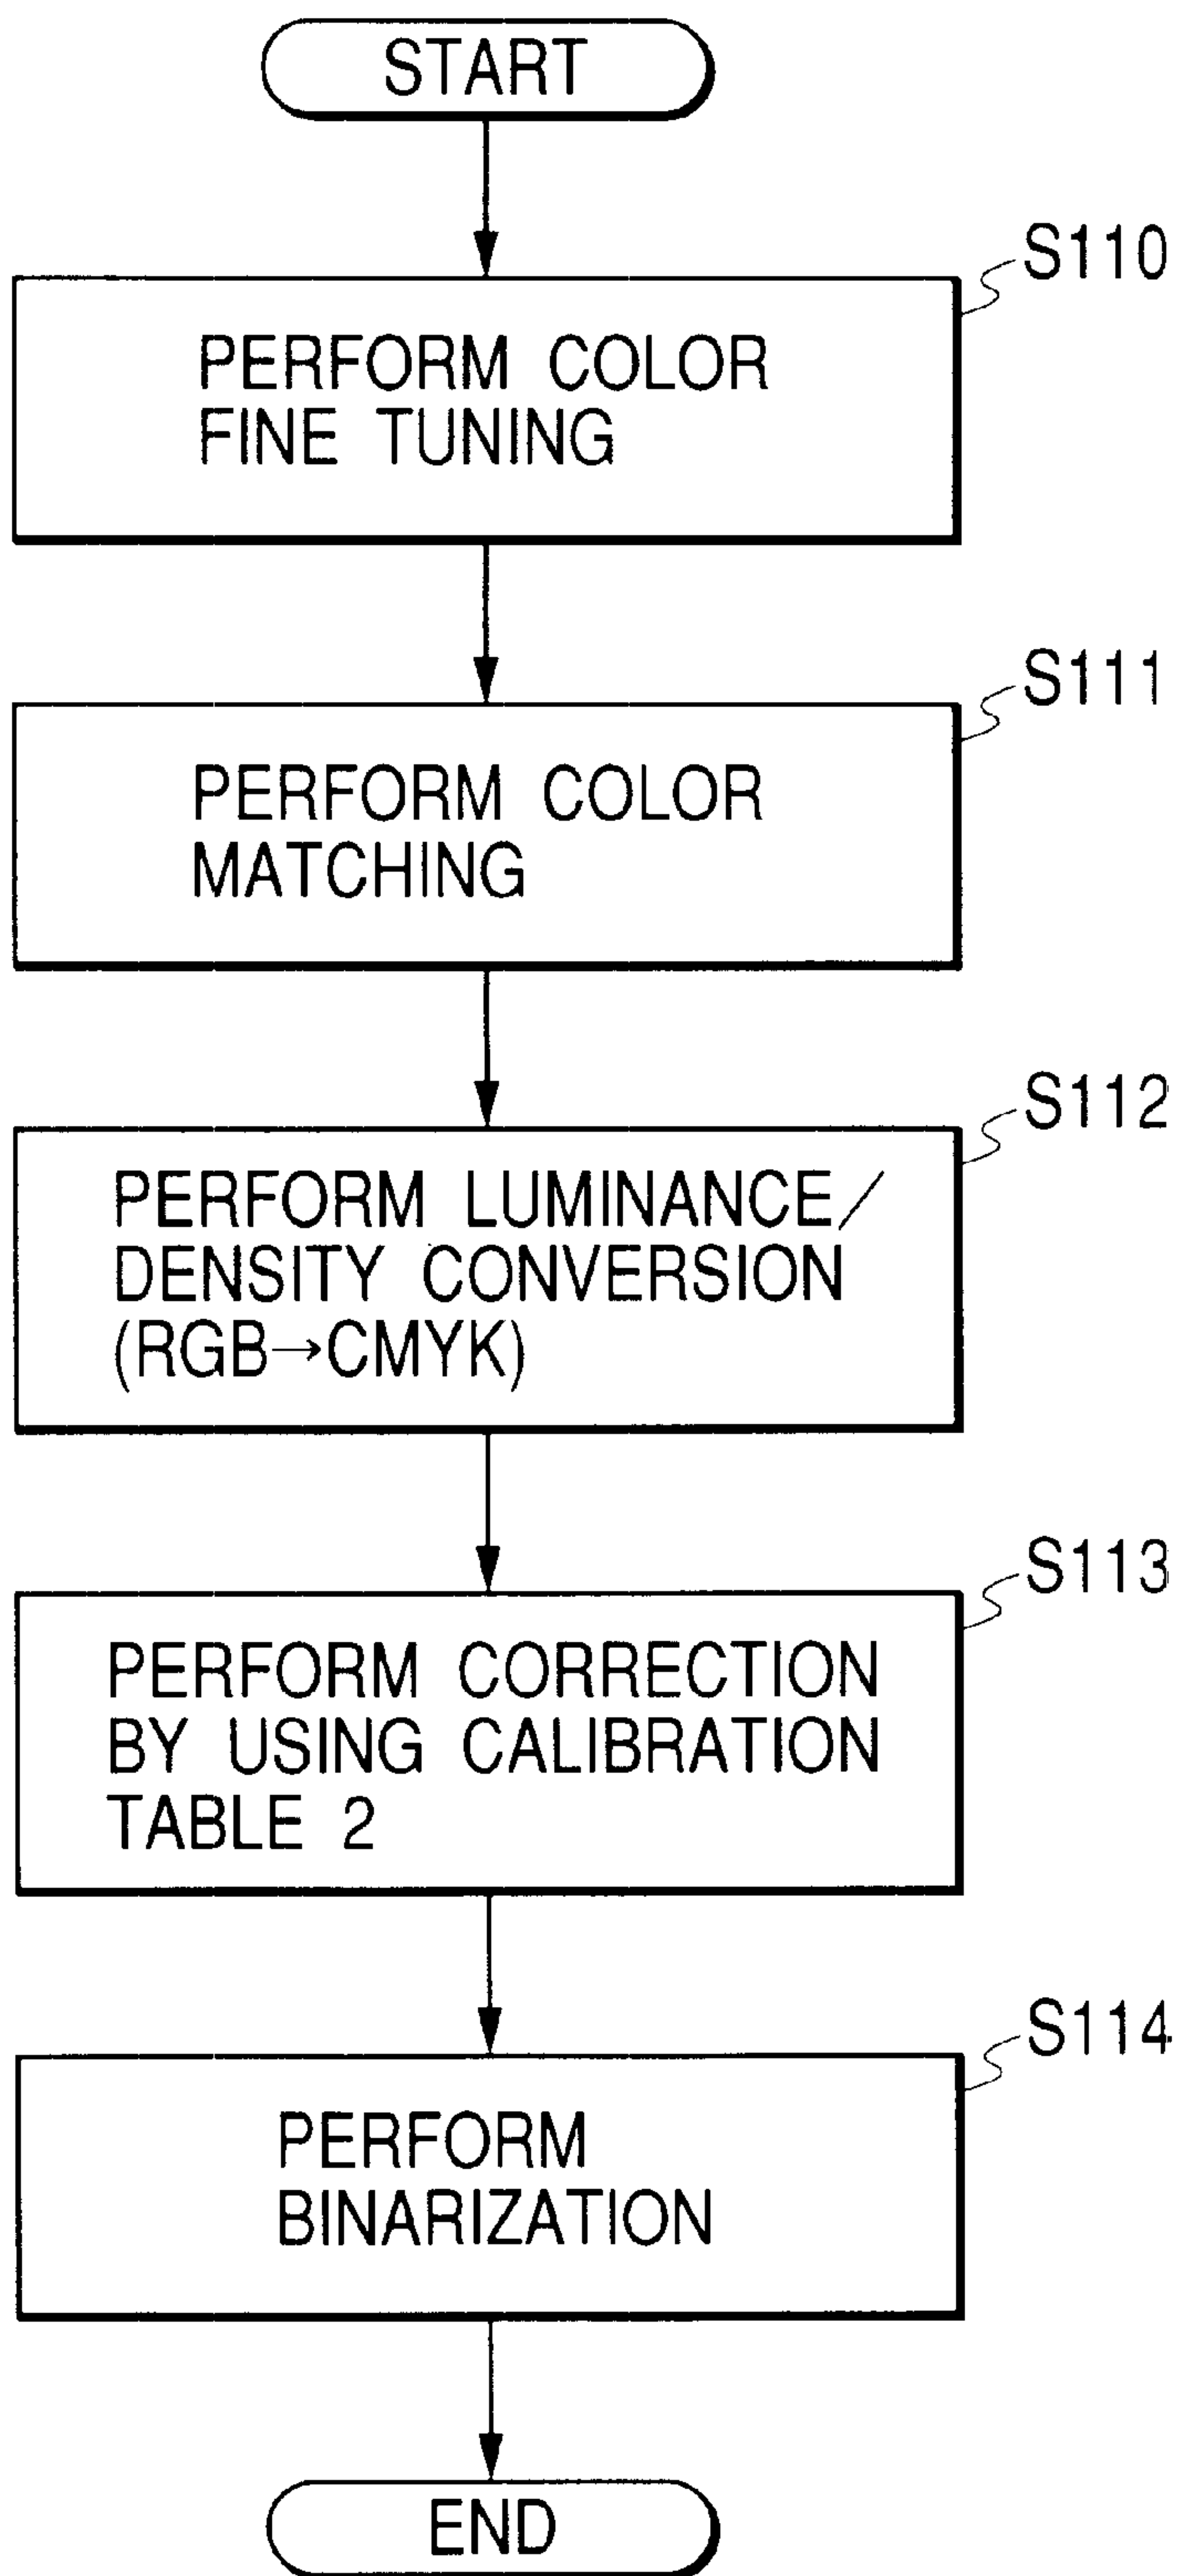 START
S110
PERFORM COLOR
FINE TUNING
S111
PERFORM COLOR
MATCHING
S112
PERFORM LUMINANCE/
DENSITY CONVERSION
(RGB→CMYK)
S113
PERFORM CORRECTION
BY USING CALIBRATION
TABLE 2
S114
PERFORM
BINARIZATION
END